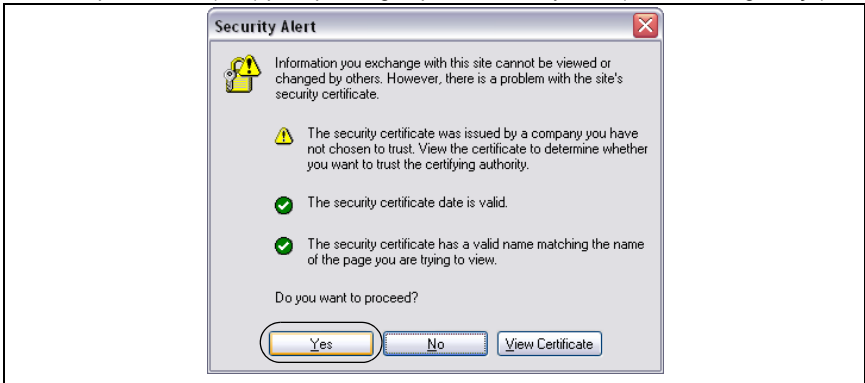 Security Alert
Information you exchange with this site cannot be viewed or
changed by others. However, there is a problem with the site's
security certificate.
The security certificate was issued by a company you have
not chosen to trust. View the certificate to determine whether
you want to trust the certifying authority.
The security certificate date is valid.
The security certificate has a valid name matching the name
of the page you are trying to view.
Do you want to proceed?
Yes No View Certificate